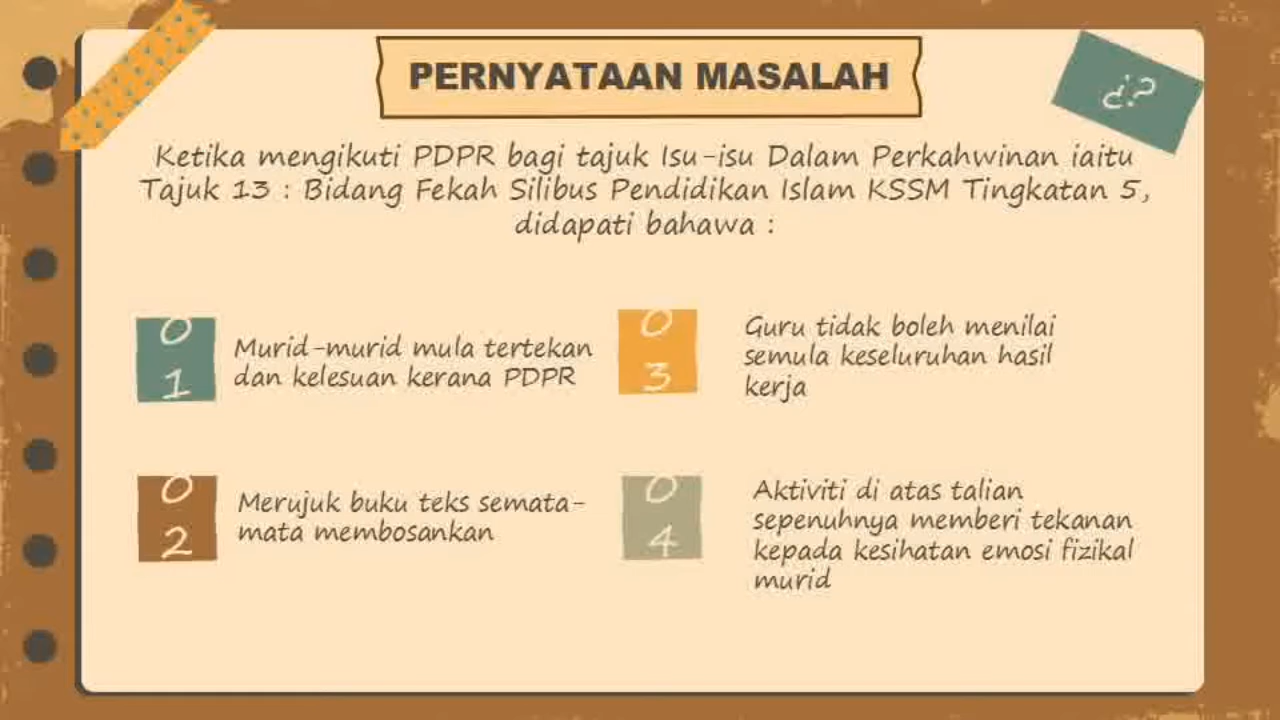 PERNYATAAN MASALAH
¿?
Ketika mengikuti PDPR bagi tajuk Isu-isu Dalam Perkahwinan iaitu
Tajuk 13 : Bidang Fekah Silibus Pendidikan Islam KSSM Tingkatan 5,
didapati bahawa :
0
1
Murid-murid mula tertekan
dan kelesuan kerana PDPR
0
2
Merujuk buku teks semata-
mata membosankan
0
3
Guru tidak boleh menilai
semula keseluruhan hasil
kerja
0
4
Aktiviti di atas talian
sepenuhnya memberi tekanan
kepada kesihatan emosi fizikal
murid